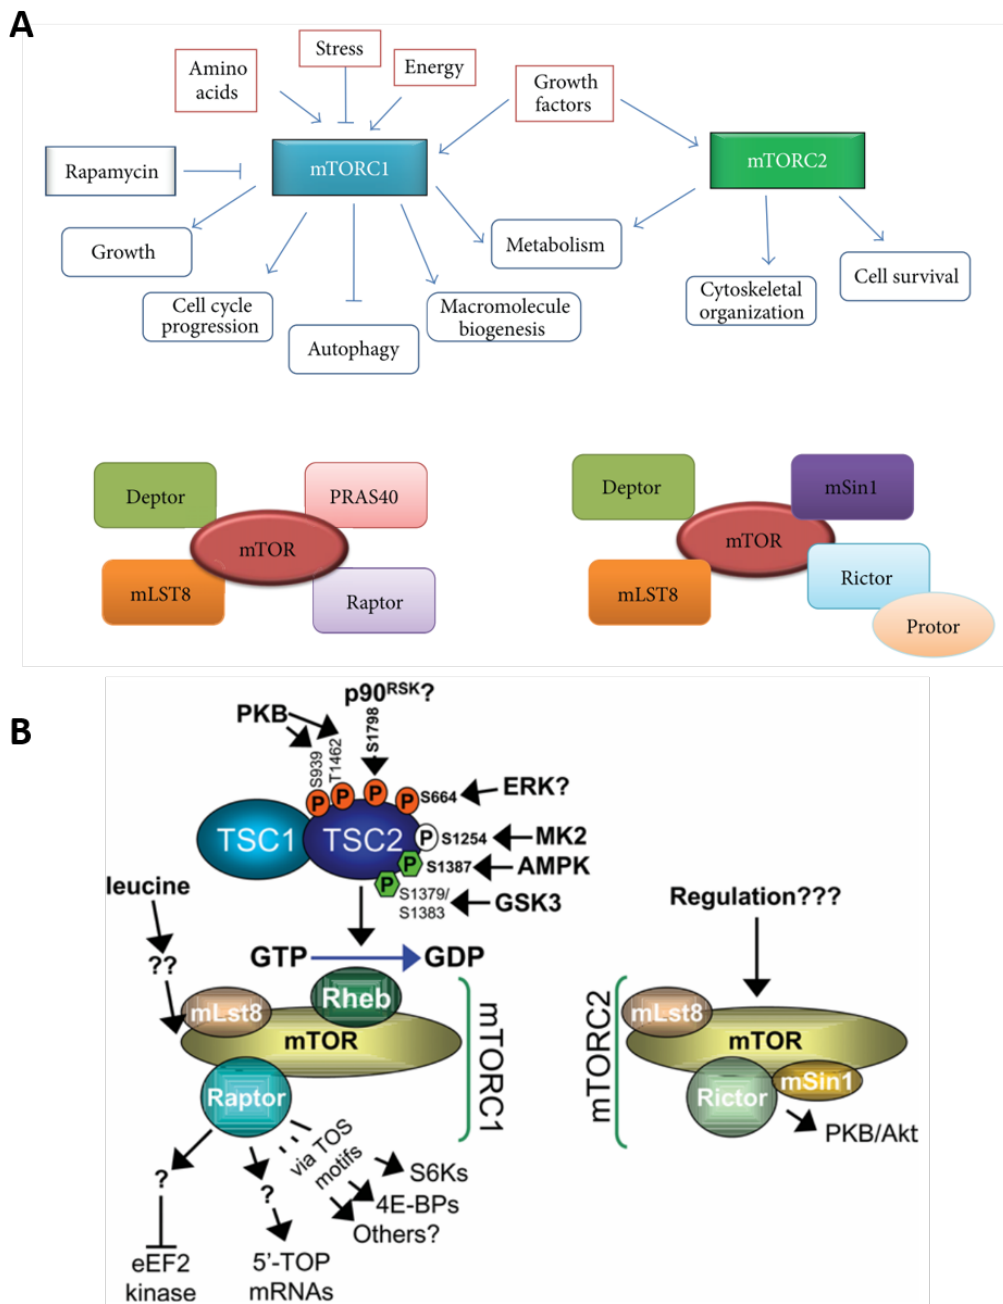 A
Stress
Amino
acids
Energy
Growth
factors
Rapamycin
mTORC1
mTORC2
Growth
Metabolism
Cell cycle
progression
Autophagy
Macromolecule
biogenesis
Cytoskeletal
organization
Cell survival
Deptor
PRAS40
mTOR
mLST8
Raptor
Deptor
mSin1
mTOR
mLST8
Rictor
Protor
B
p90RSK?
PKB
S939
T1462
S1798
P
P
P
P
S664
ERK?
TSC1
TSC2
P
S1254
MK2
P
S1387
AMPK
P
S1379/
S1383
GSK3
leucine
??
GTP
GDP
Rheb
mLst8
mTOR
Raptor
mTORC1
via TOS
motifs
?
?
S6Ks
4E-BPs
Others?
eEF2
kinase
5'-TOP
mRNAs
Regulation???
mTORC2
mLst8
mTOR
Rictor
mSin1
PKB/Akt